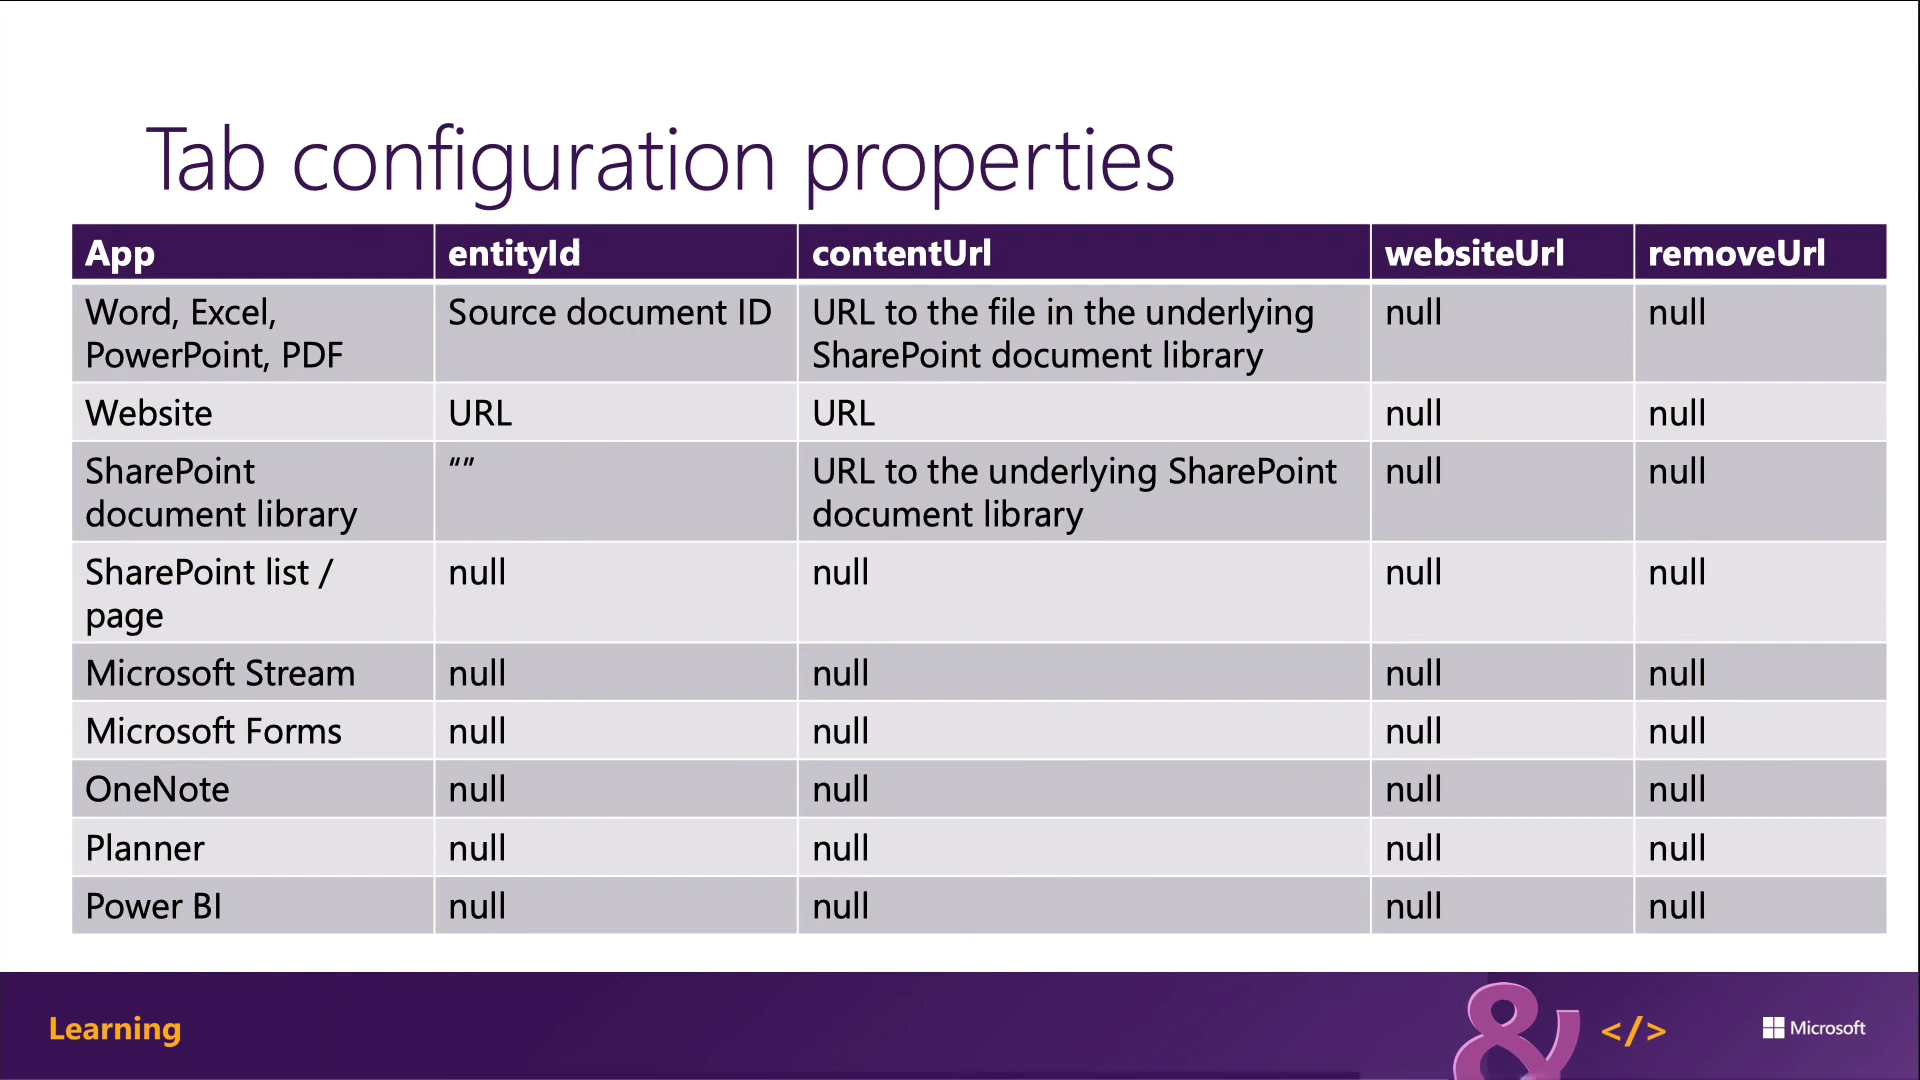 Tab configuration properties
App entityId contentUrl websiteUrl removeUrl
Word, Excel, Source document ID URL to the file in the underlying null null
PowerPoint, PDF SharePoint document library
Website URL URL null null
SharePoint “” URL to the underlying SharePoint null null
document library document library
SharePoint list / null null null null
page
Microsoft Stream null null null null
Microsoft Forms null null null null
OneNote null null null null
Planner null null null null
Power BI null null null null
Learning & </> Microsoft